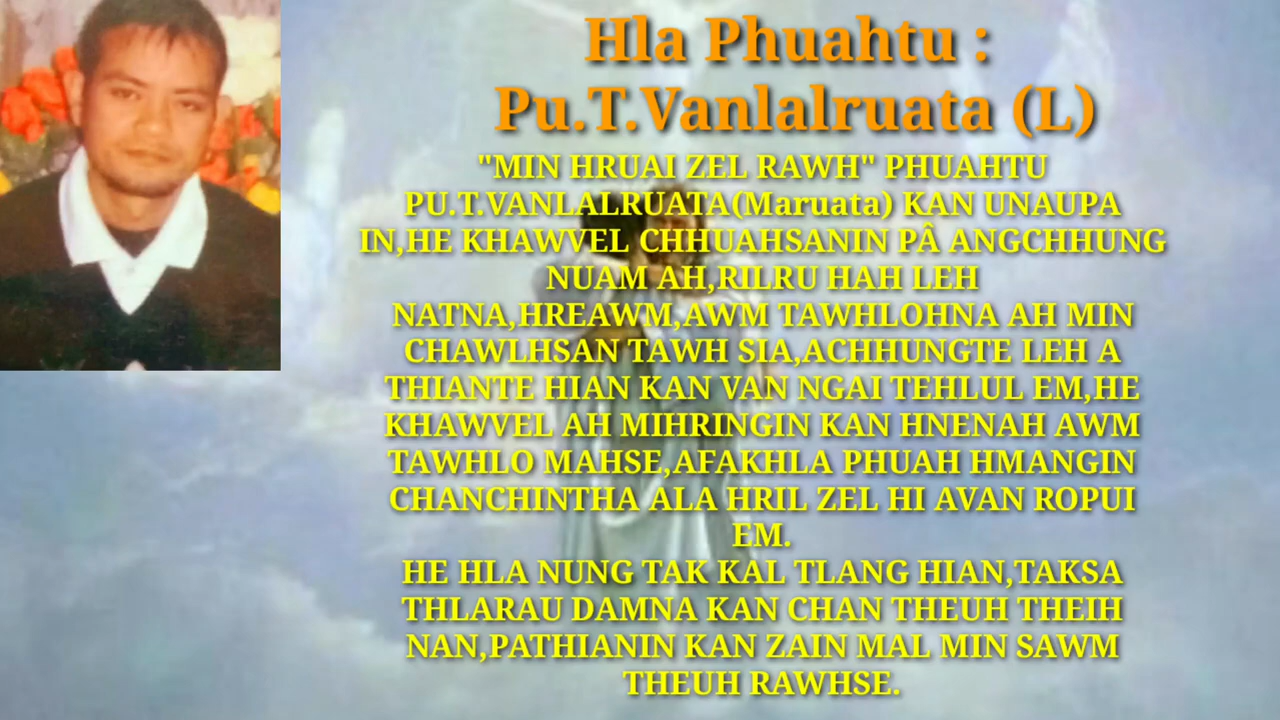 Hla Phuahtu :
Pu.T.Vanlalruata (L)
"MIN HRUAI ZEL RAWH" PHUAHTU
PU.T.VANLALRUATA(Maruata) KAN UNAUPA
IN,HE KHAWVEL CHHUAHSANIN PÂ ANGCHHUNG
NUAM AH,RILRU HAH LEH
NATNA,HREAWM,AWM TAWHLOHNA AH MIN
CHAWLHSAN TAWH SIA,ACHHUNGTE LEH A
THIANTE HIAN KAN VAN NGAI TEHLUL EM,HE
KHAWVEL AH MIHRINGIN KAN HNENAH AWM
TAWHLO MAHSE,AFAKHLA PHUAH HMANGIN
CHANCHINTHA ALA HRIL ZEL HI AVAN ROPUI
EM.
HE HLA NUNG TAK KAL TLANG HIAN,TAKSA
THLARAU DAMNA KAN CHAN THEUH THEIH
NAN,PATHIANIN KAN ZAIN MAL MIN SAWM
THEUH RAWHSE.